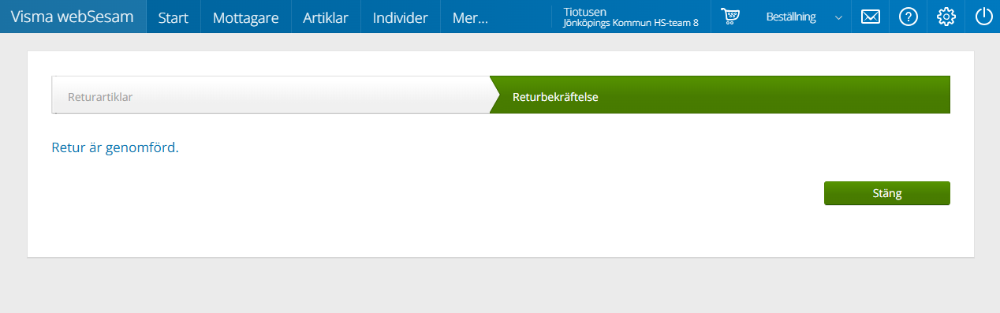 Visma webSesam Start Mottagare Artiklar Individer Mer... Tiotusen Beställning
Jönköpings Kommun HS-team 8
Returartiklar Returbekräftelse
Retur är genomförd.
Stäng